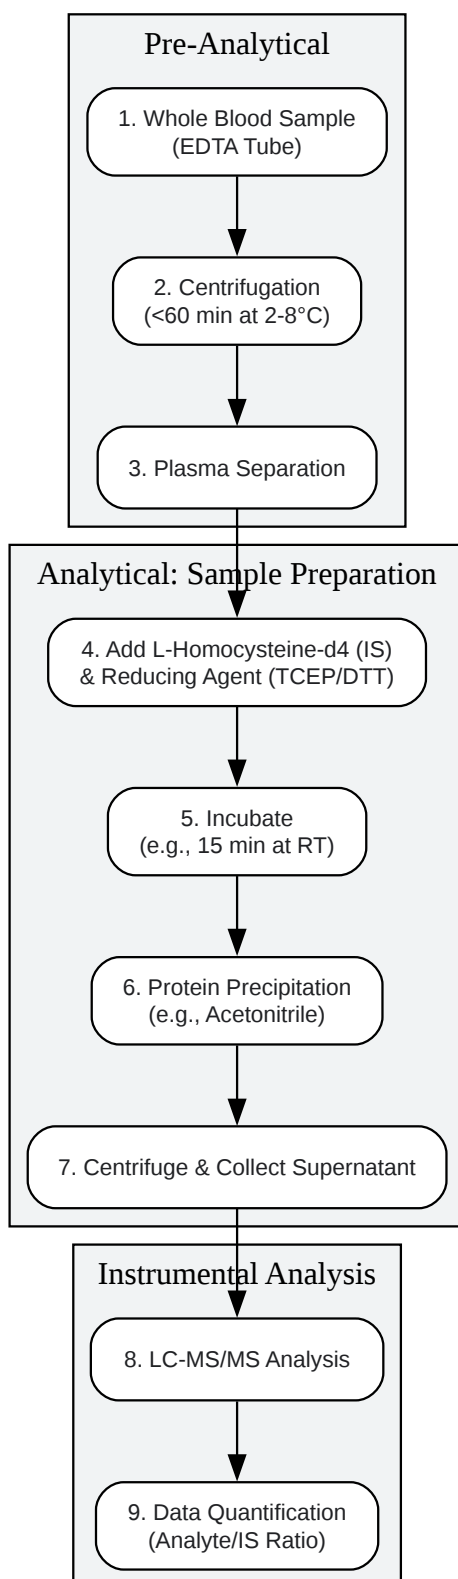 Pre-Analytical
1. Whole Blood Sample
(EDTA Tube)
2. Centrifugation
(<60 min at 2-8°C)
3. Plasma Separation
Analytical: Sample Preparation
4. Add L-Homocysteine-d4 (IS)
& Reducing Agent (TCEP/DTT)
5. Incubate
(e.g., 15 min at RT)
6. Protein Precipitation
(e.g., Acetonitrile)
7. Centrifuge & Collect Supernatant
Instrumental Analysis
8. LC-MS/MS Analysis
9. Data Quantification
(Analyte/IS Ratio)